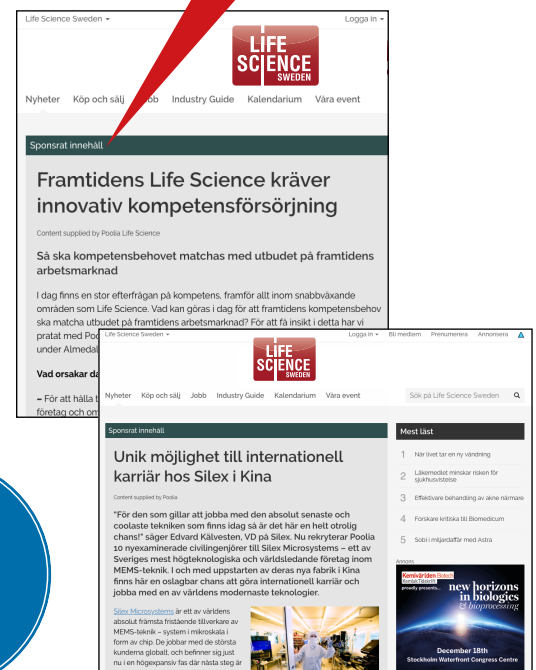 Life Science Sweden
Logga in
LIFE
SCIENCE
SWEDEN
Nyheter Köp och sälj Industry Guide Kalendarium Våra event
Sponsrat innehåll
Framtidens Life Science kräver
innovativ kompetensförsörjning
Content supplied by Poolia Life Science
Så ska kompetensbehovet matchas med utbudet på framtidens
arbetsmarknad
I dag finns en stor efterfrågan på kompetens, framför allt inom snabbväxande
områden som Life Science. Vad kan göras i dag för att framtidens kompetensbehov
ska matcha utbudet på framtidens arbetsmarknad? För att få insikt i detta har vi
pratat med
under
Vad orsakar
– För att hålla
företag och
Life Science Sweden
Logga in Bli medlem Prenumerera Annonsera
LIFE
SCIENCE
SWEDEN
Nyheter Köp och sälj Jobb Industry Guide Kalendarium Våra event
Sök på Life Science Sweden
Sponsrat innehåll
Unik möjlighet till internationell
karriär hos Silex i Kina
Content supplied by Poolia
"För den som gillar att jobba med den absolut senaste och
coolaste tekniken som finns idag så är det här en helt otrolig
chans!" säger Edvard Kälvesten, VD på Silex. Nu rekryterar Poolia
10 nyexaminerade civilingenjörer till Silex Microsystems – ett av
Sveriges mest högteknologiska och världsledande företag inom
MEMS-teknik. I och med uppstarten av deras nya fabrik i Kina
finns här en oslagbar chans att göra internationell karriär och
jobba med en av världens modernaste teknologier.
Silex Microsystems är ett av världens
absolut främsta fristående tillverkare av
MEMS-teknik – system i mikroskala i
form av chip. De jobbar med de största
kunderna globalt, och befinner sig just
nu i en högexpansiv fas där nästa steg är
Mest läst
1 När livet tar en ny vändning
2 Läkemedlet minskar risken för
sjukhusvistelse
3 Effektivare behandling av akne närmare
4 Forskare kritiska till Biomedicum
5 Sobi i miljardaffär med Astra
Annons
Kemivärlden Biotech
Kemisk Tidskrift
proudly presents...
new horizons
in biologics
& bioprocessing
December 18th
Stockholm Waterfront Congress Centre